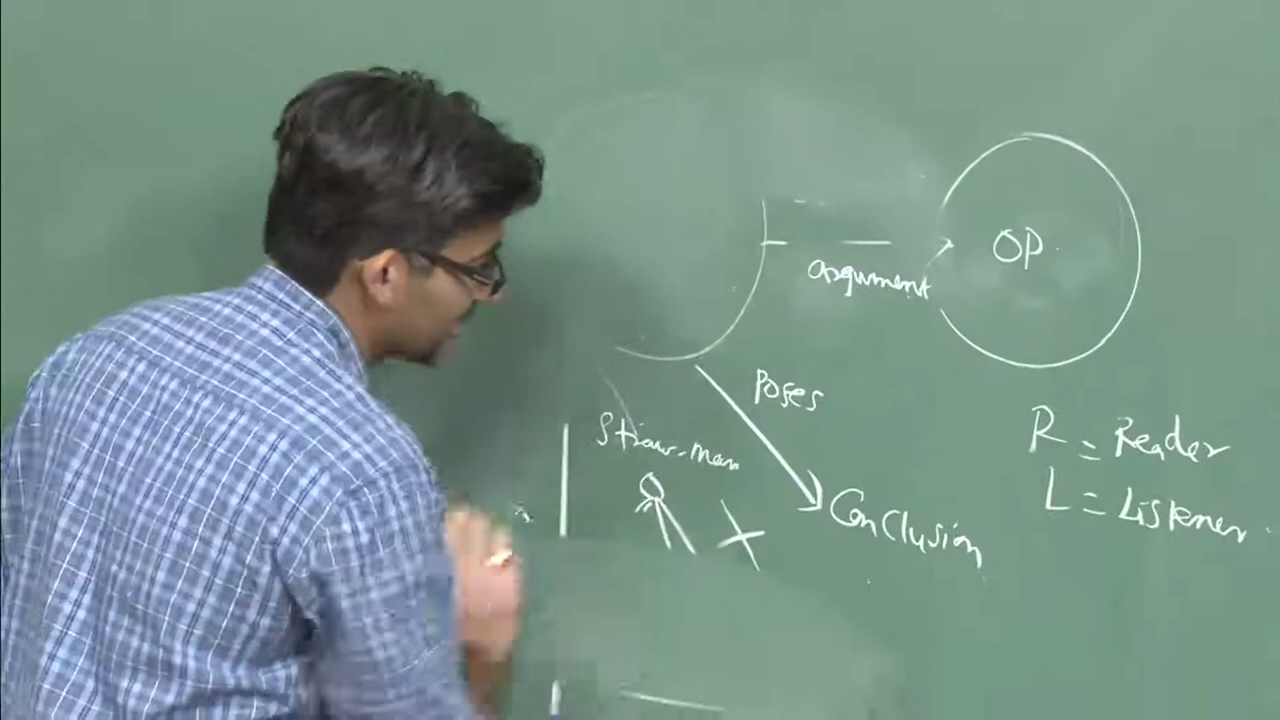 OP
argument
Poses
Straw-man
Conclusion
R = Reader
L = Listener